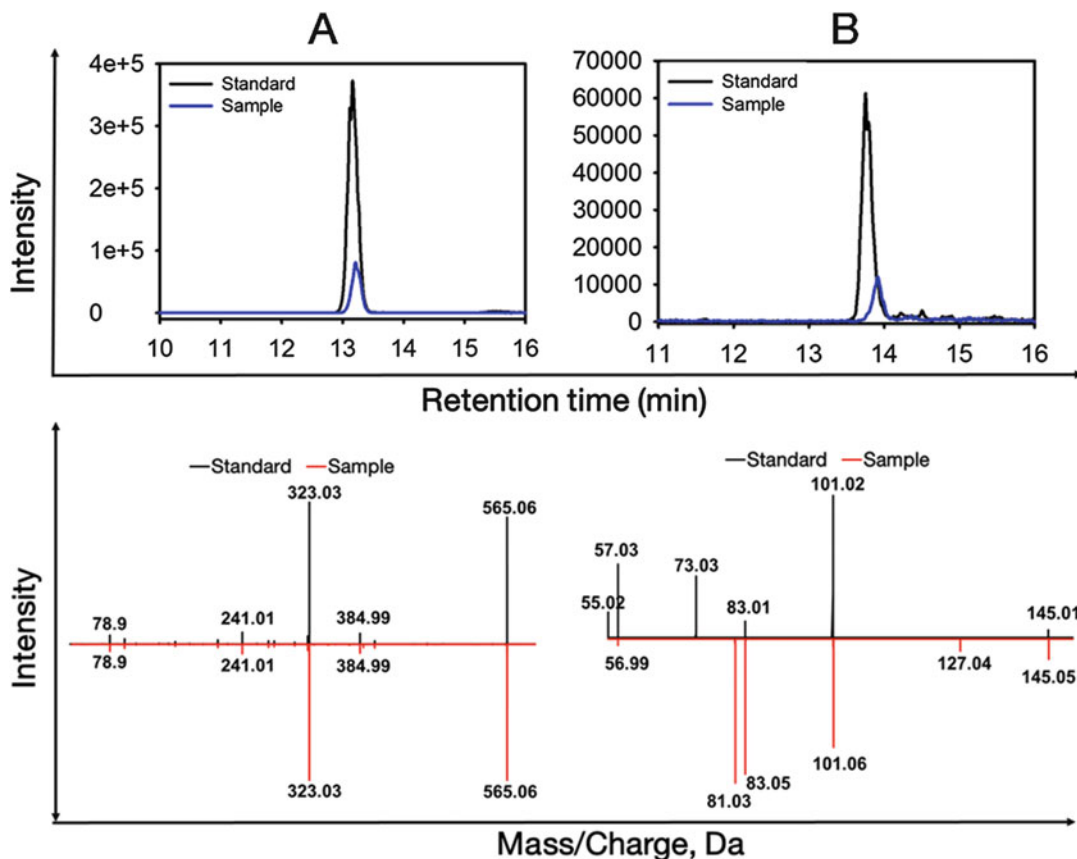 A
B
Intensity
4e+5
3e+5
2e+5
1e+5
0
Standard
Sample
10 11 12 13 14 15 16
70000
60000
50000
40000
30000
20000
10000
0
Standard
Sample
11 12 13 14 15 16
Retention time (min)
Intensity
Standard Sample
323.03
565.06
78.9
241.01
384.99
78.9
241.01
384.99
323.03
565.06
Standard Sample
101.02
57.03
73.03
55.02
83.01
145.01
56.99
127.04
145.05
101.06
83.05
81.03
Mass/Charge, Da